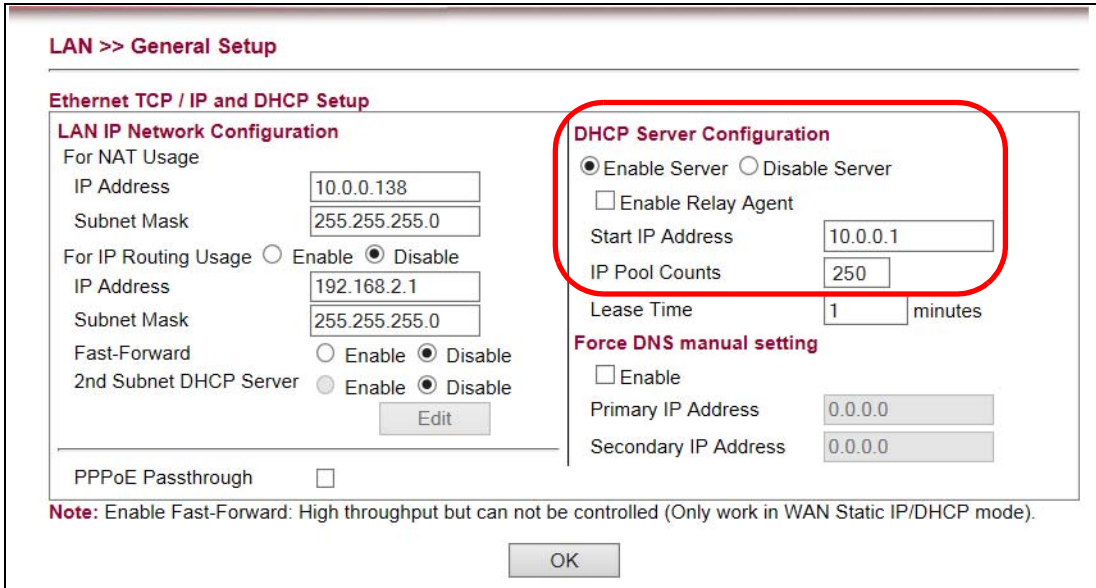 LAN >> General Setup
Ethernet TCP / IP and DHCP Setup
LAN IP Network Configuration
For NAT Usage
IP Address 10.0.0.138
Subnet Mask 255.255.255.0
For IP Routing Usage Enable Disable
IP Address 192.168.2.1
Subnet Mask 255.255.255.0
Fast-Forward Enable Disable
2nd Subnet DHCP Server Enable Disable
Edit
PPPoE Passthrough
DHCP Server Configuration
Enable Server Disable Server
Enable Relay Agent
Start IP Address 10.0.0.1
IP Pool Counts 250
Lease Time 1 minutes
Force DNS manual setting
Enable
Primary IP Address 0.0.0.0
Secondary IP Address 0.0.0.0
Note: Enable Fast-Forward: High throughput but can not be controlled (Only work in WAN Static IP/DHCP mode).
OK